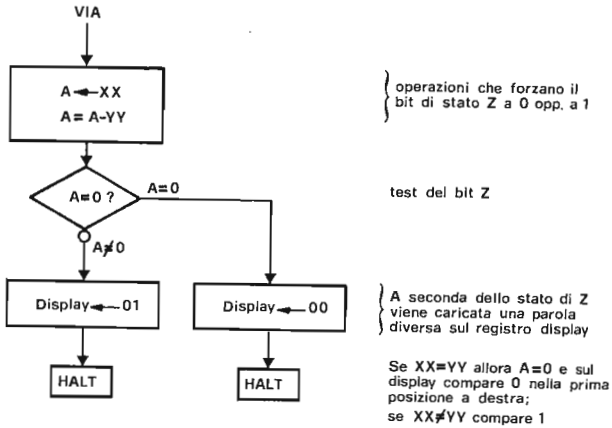 VIA
A←XX
A= A-YY
operazioni che forzano il
bit di stato Z a 0 opp. a 1
A=0 ?
A=0
test del bit Z
A≠0
Display←01
Display←00
A seconda dello stato di Z
viene caricata una parola
diversa sul registro display
HALT
HALT
Se XX=YY allora A=0 e sul
display compare 0 nella prima
posizione a destra;
se XX≠YY compare 1